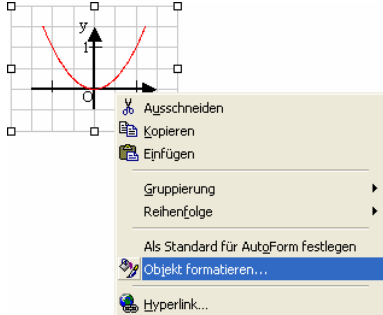 y
1
O
Ausschneiden
Kopieren
Einfügen
Gruppierung
Reihenfolge
Als Standard für AutoForm festlegen
Objekt formatieren...
Hyperlink...